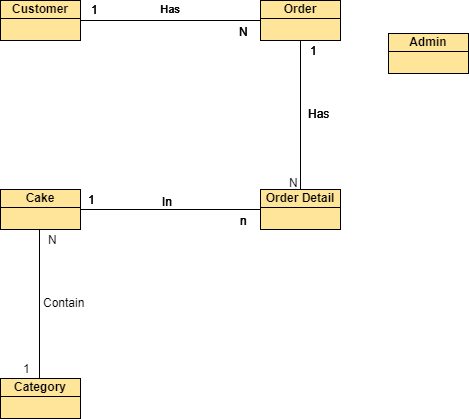 Customer
1
Has
N
Order
1
Admin
Has
N
Cake
1
In
n
Order Detail
N
Contain
1
Category